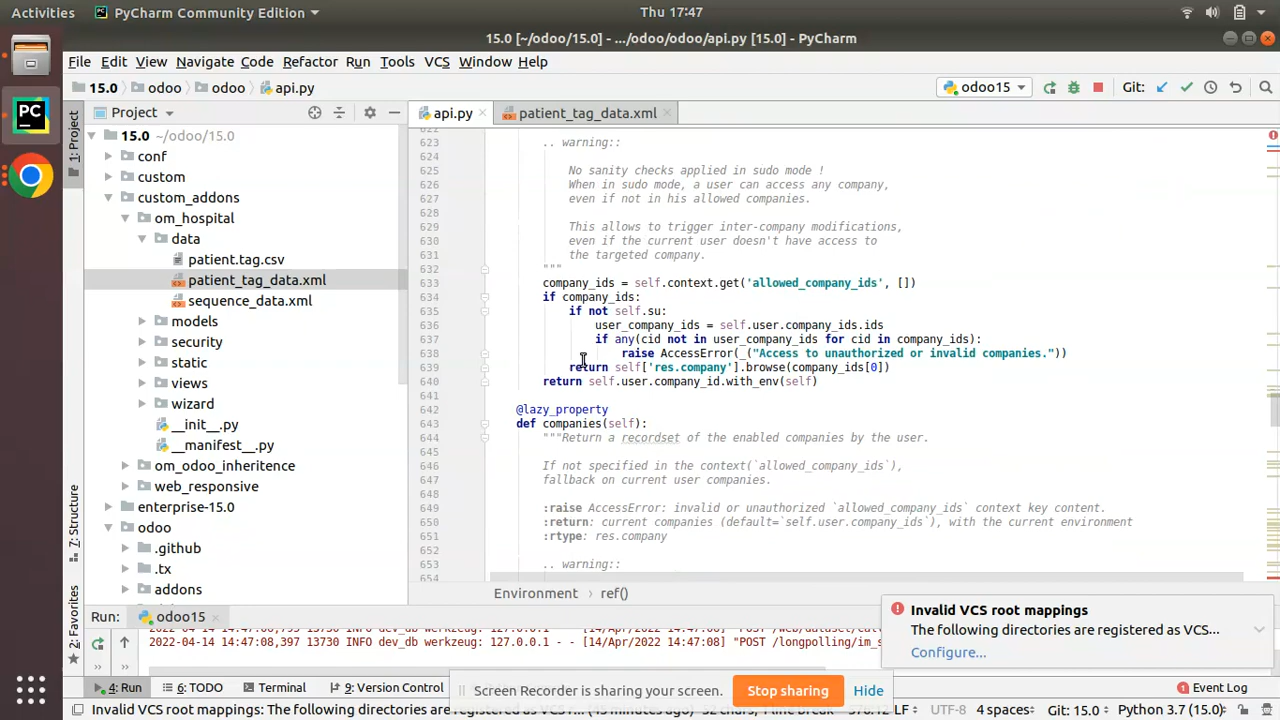 Activities
PyCharm Community Edition
Thu 17:47
15.0 [~/odoo/15.0] - .../odoo/odoo/api.py [15.0] - PyCharm
File Edit View Navigate Code Refactor Run Tools VCS Window Help
15.0 odoo odoo api.py
odoo15
Git:
Project
api.py
patient_tag_data.xml
1: Project
15.0 ~/odoo/15.0
conf
custom
custom_addons
om_hospital
data
patient.tag.csv
patient_tag_data.xml
sequence_data.xml
models
security
static
views
wizard
__init__.py
__manifest__.py
om_odoo_inheritence
web_responsive
enterprise-15.0
odoo
.github
.tx
addons
7: Structure
2: Favorites
623 .. warning::
624
625 No sanity checks applied in sudo mode !
626 When in sudo mode, a user can access any company,
627 even if not in his allowed companies.
628
629 This allows to trigger inter-company modifications,
630 even if the current user doesn't have access to
631 the targeted company.
632 """
633 company_ids = self.context.get('allowed_company_ids', [])
634 if company_ids:
635 if not self.su:
636 user_company_ids = self.user.company_ids.ids
637 if any(cid not in user_company_ids for cid in company_ids):
638 raise AccessError(_("Access to unauthorized or invalid companies."))
639 return self['res.company'].browse(company_ids[0])
640 return self.user.company_id.with_env(self)
641
642 @lazy_property
643 def companies(self):
644 """Return a recordset of the enabled companies by the user.
645
646 If not specified in the context(`allowed_company_ids`),
647 fallback on current user companies.
648
649 :raise AccessError: invalid or unauthorized `allowed_company_ids` context key content.
650 :return: current companies (default=`self.user.company_ids`), with the current environment
651 :rtype: res.company
652
653 .. warning::
654
Environment ref()
Run: odoo15
2022-04-14 14:47:08,397 13730 INFO dev_db werkzeug: 127.0.0.1 - - [14/Apr/2022 14:47:08] "POST /longpolling/im_s
Invalid VCS root mappings
The following directories are registered as VCS...
Configure...
4: Run
6: TODO
Terminal
9: Version Control
Event Log
Screen Recorder is sharing your screen.
Stop sharing
Hide
Invalid VCS root mappings: The following directories are registered as VCS r... (45 minutes ago)
LF
UTF-8
4 spaces
Git: 15.0
Python 3.7 (15.0)